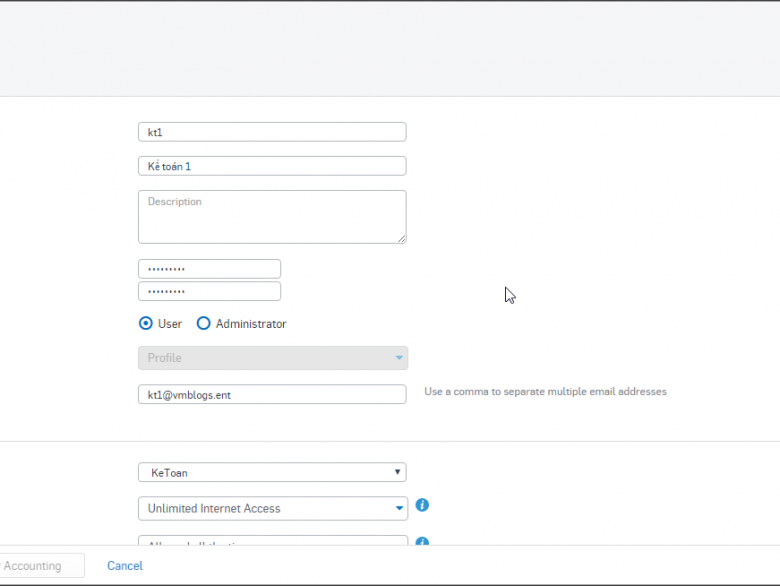 kt1
Kế toán 1
Description
•••••••••
•••••••••
User Administrator
Profile
kt1@vmblogs.ent
Use a comma to separate multiple email addresses
KeToan
Unlimited Internet Access
Accounting
Cancel